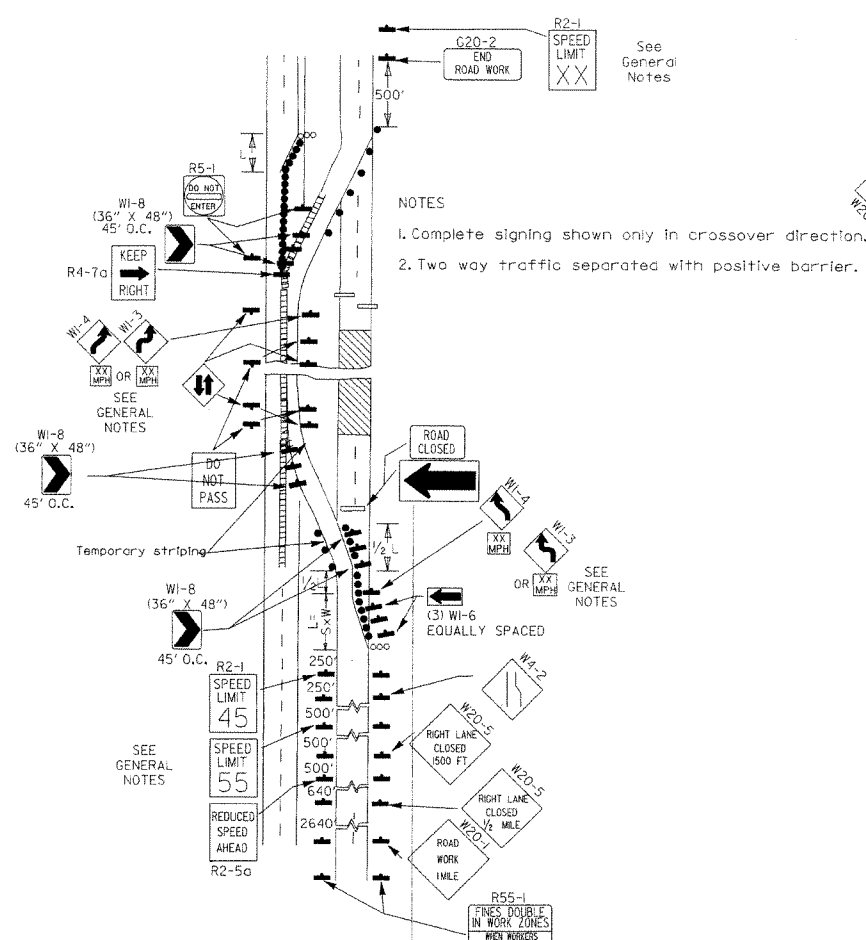 R2-1
SPEED
LIMIT
XX
See
General
Notes
G20-2
END
ROAD WORK
500'
L
R5-1
DO NOT
ENTER
W1-8
(36" X 48")
45' O.C.
KEEP
RIGHT
R4-7a
NOTES
1. Complete signing shown only in crossover direction.
2. Two way traffic separated with positive barrier.
W20
W1-4
W1-3
XX
MPH
OR
XX
MPH
SEE
GENERAL
NOTES
W1-8
(36" X 48")
45' O.C.
DO
NOT
PASS
ROAD
CLOSED
W1-4
XX
MPH
W1-3
OR
XX
MPH
SEE
GENERAL
NOTES
Temporary striping
1/2 L
1/2 L
L=
SxW
(3) W1-6
EQUALLY SPACED
W1-8
(36" X 48")
45' O.C.
250'
250'
500'
500'
500'
640'
2640'
R2-1
SPEED
LIMIT
45
SPEED
LIMIT
55
SEE
GENERAL
NOTES
REDUCED
SPEED
AHEAD
R2-5a
W4-2
W20-5
RIGHT LANE
CLOSED
1500 FT.
W20-5
RIGHT LANE
CLOSED
1/2 MILE
W20-1
ROAD
WORK
1 MILE
R55-1
FINES DOUBLE
IN WORK ZONES
WHEN WORKERS